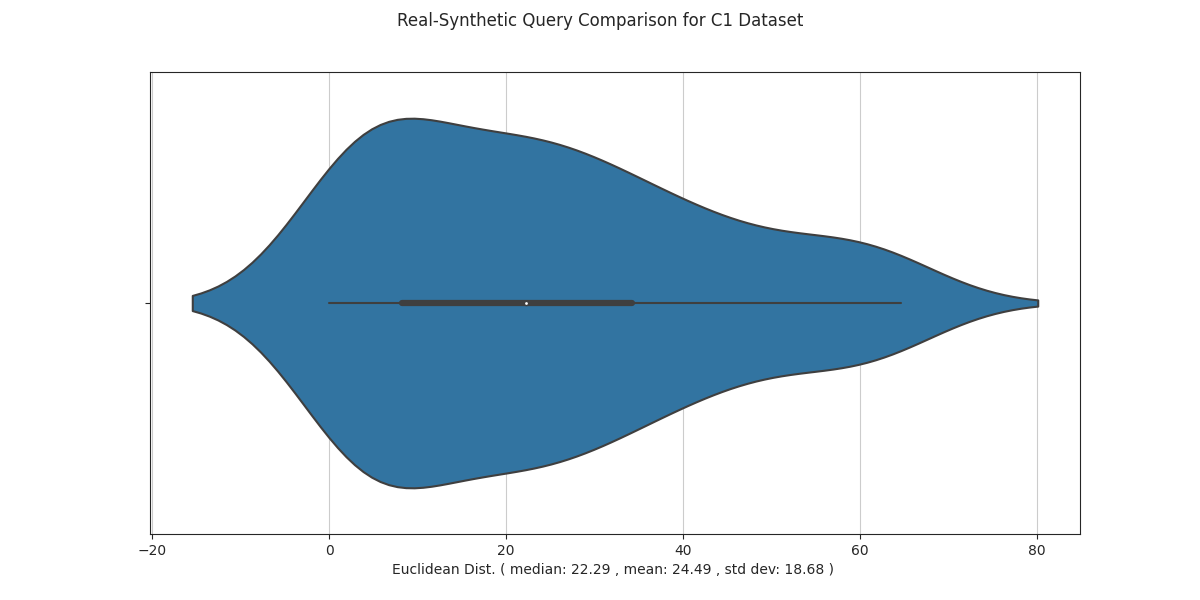 Real-Synthetic Query Comparison for C1 Dataset
−20 0 20 40 60 80
Euclidean Dist. ( median: 22.29 , mean: 24.49 , std dev: 18.68 )